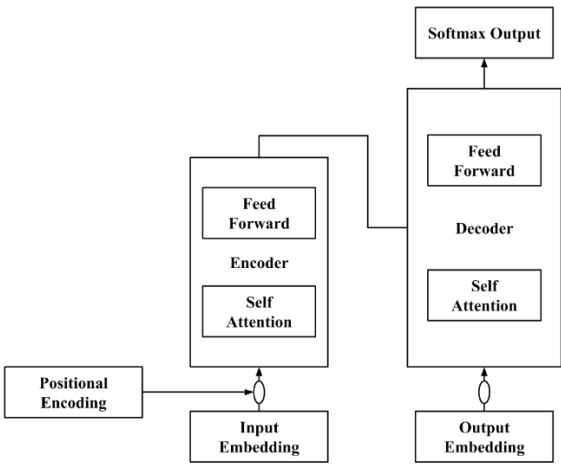 Softmax Output
Feed
Forward
Decoder
Self
Attention
Feed
Forward
Encoder
Self
Attention
Positional
Encoding
Input
Embedding
Output
Embedding